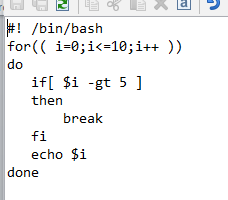 #! /bin/bash
for(( i=0;i<=10;i++ ))
do
   if[ $i -gt 5 ]
   then
       break
   fi
   echo $i
done